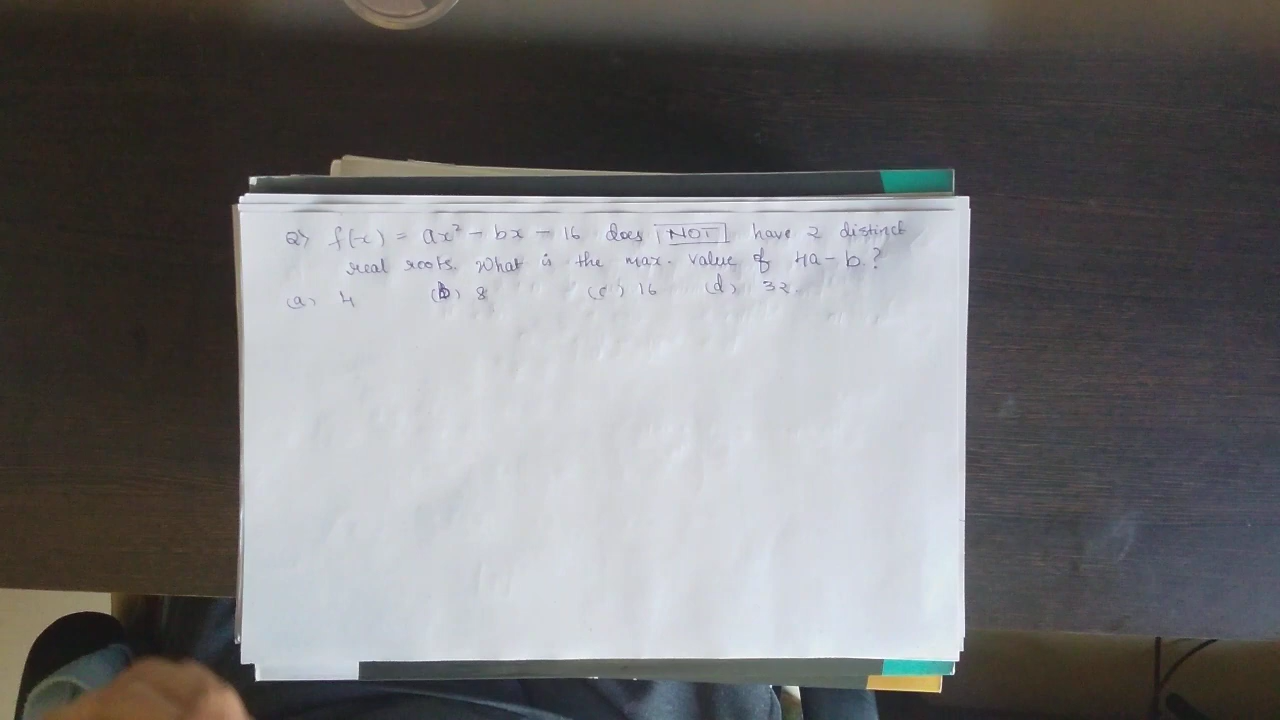 Q> f(x) = ax² - bx - 16 does NOT have 2 distinct
real roots. What is the max. value of 4a - b.?
(a) 4 (b) 8 (c) 16 (d) 32.